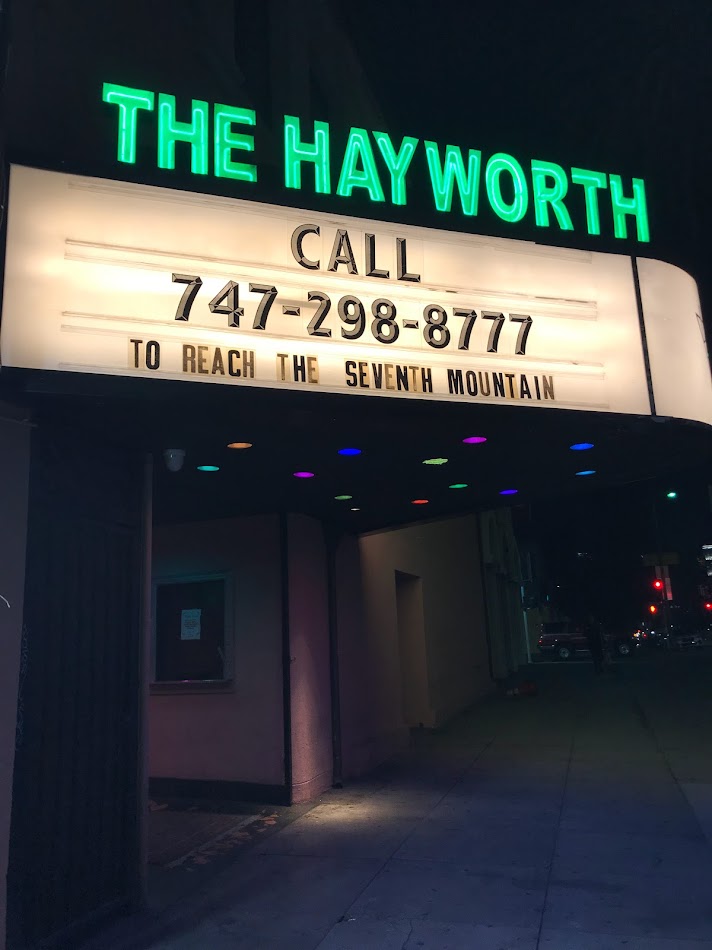 THE HAYWORTH
CALL
747-298-8777
TO REACH THE SEVENTH MOUNTAIN